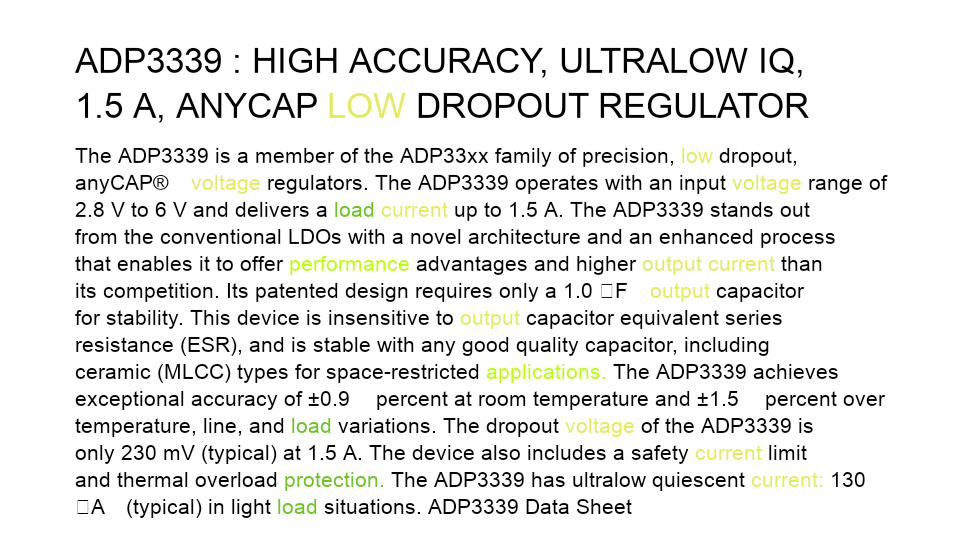 ADP3339 : HIGH ACCURACY, ULTRALOW IQ,
1.5 A, ANYCAP LOW DROPOUT REGULATOR
The ADP3339 is a member of the ADP33xx family of precision, low dropout,
anyCAP® voltage regulators. The ADP3339 operates with an input voltage range of
2.8 V to 6 V and delivers a load current up to 1.5 A. The ADP3339 stands out
from the conventional LDOs with a novel architecture and an enhanced process
that enables it to offer performance advantages and higher output current than
its competition. Its patented design requires only a 1.0 □F output capacitor
for stability. This device is insensitive to output capacitor equivalent series
resistance (ESR), and is stable with any good quality capacitor, including
ceramic (MLCC) types for space-restricted applications. The ADP3339 achieves
exceptional accuracy of ±0.9 percent at room temperature and ±1.5 percent over
temperature, line, and load variations. The dropout voltage of the ADP3339 is
only 230 mV (typical) at 1.5 A. The device also includes a safety current limit
and thermal overload protection. The ADP3339 has ultralow quiescent current: 130
□A (typical) in light load situations. ADP3339 Data Sheet